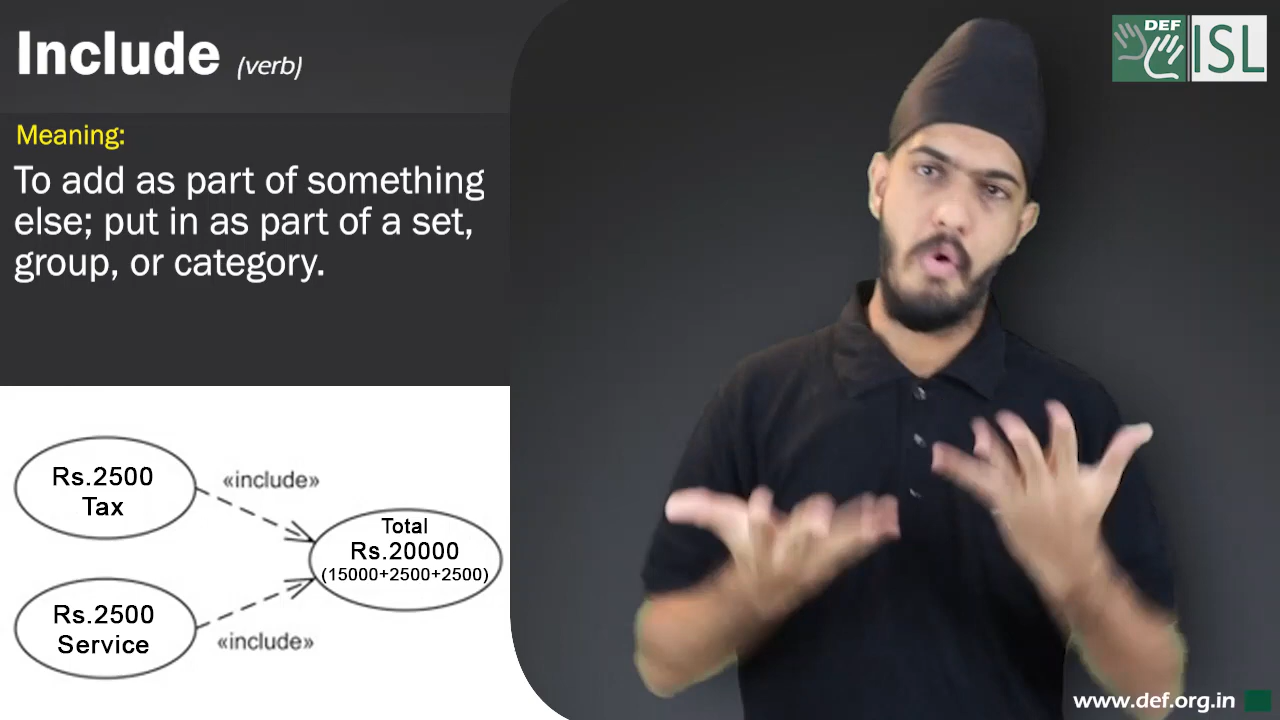 Include (verb)
Meaning:
To add as part of something
else; put in as part of a set,
group, or category.
Rs.2500
Tax
«include»
Total
Rs.20000
(15000+2500+2500)
Rs.2500
Service
«include»
DEF
ISL
www.def.org.in